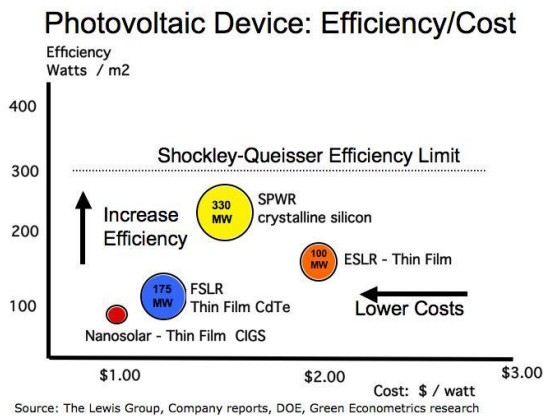 Photovoltaic Device: Efficiency/Cost
Efficiency
Watts / m2
400
Shockley-Queisser Efficiency Limit
300
330
MW
SPWR
crystalline silicon
Increase
Efficiency
200
100
MW
ESLR - Thin Film
175
MW
FSLR
Thin Film CdTe
100
Lower Costs
Nanosolar - Thin Film CIGS
$1.00
$2.00
$3.00
Cost: $ / watt
Source: The Lewis Group, Company reports, DOE, Green Econometrics research